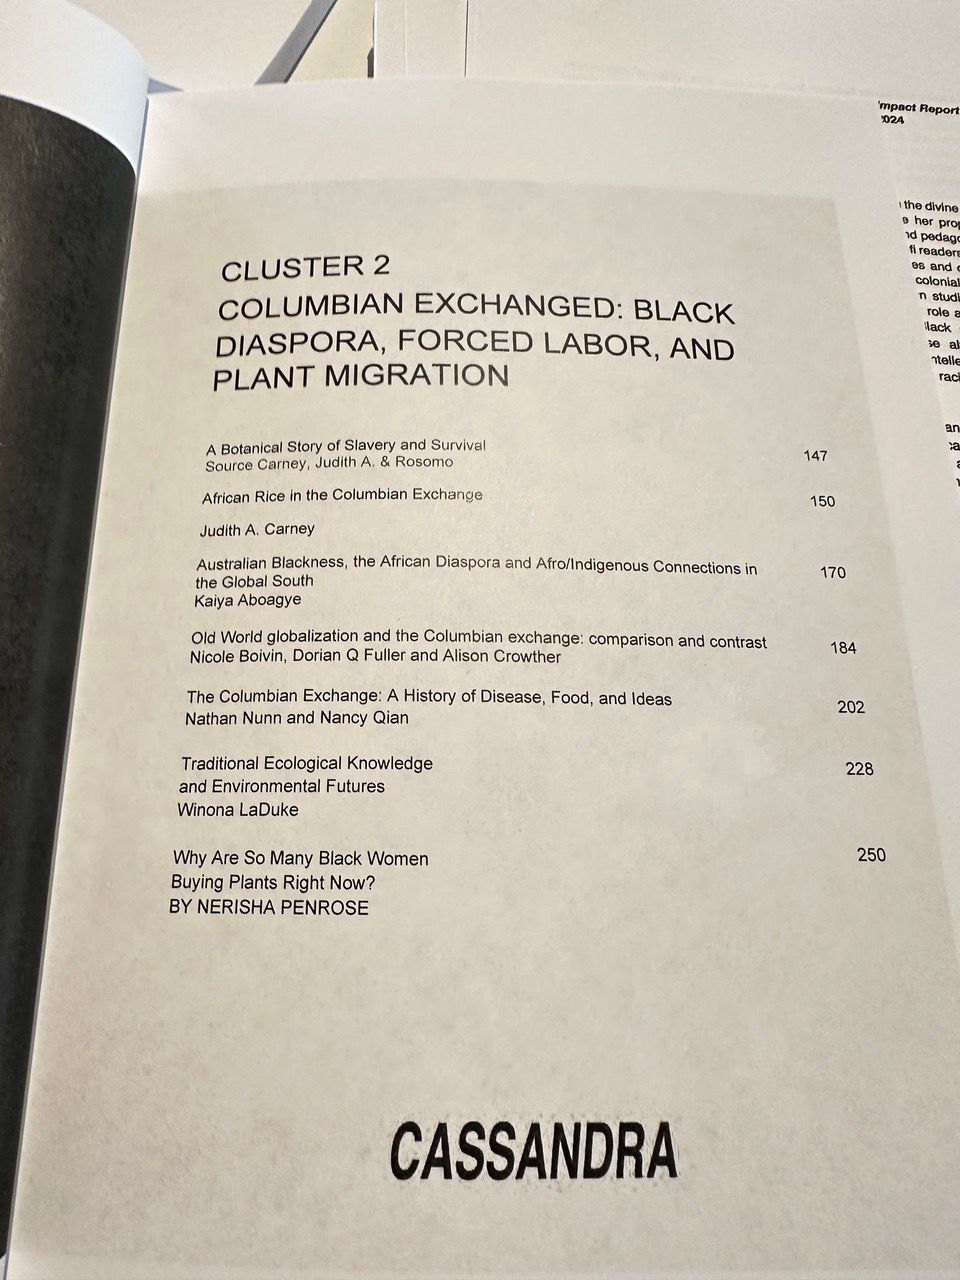 CLUSTER 2
COLUMBIAN EXCHANGED: BLACK
DIASPORA, FORCED LABOR, AND
PLANT MIGRATION
A Botanical Story of Slavery and Survival
Source Carney, Judith A. & Rosomo
147
African Rice in the Columbian Exchange
150
Judith A. Carney
Australian Blackness, the African Diaspora and Afro/Indigenous Connections in
the Global South
Kaiya Aboagye
170
Old World globalization and the Columbian exchange: comparison and contrast
Nicole Boivin, Dorian Q Fuller and Alison Crowther
184
The Columbian Exchange: A History of Disease, Food, and Ideas
Nathan Nunn and Nancy Qian
202
Traditional Ecological Knowledge
and Environmental Futures
Winona LaDuke
228
Why Are So Many Black Women
Buying Plants Right Now?
BY NERISHA PENROSE
250
CASSANDRA
Report
the divine
her
readers
and
colonial
role